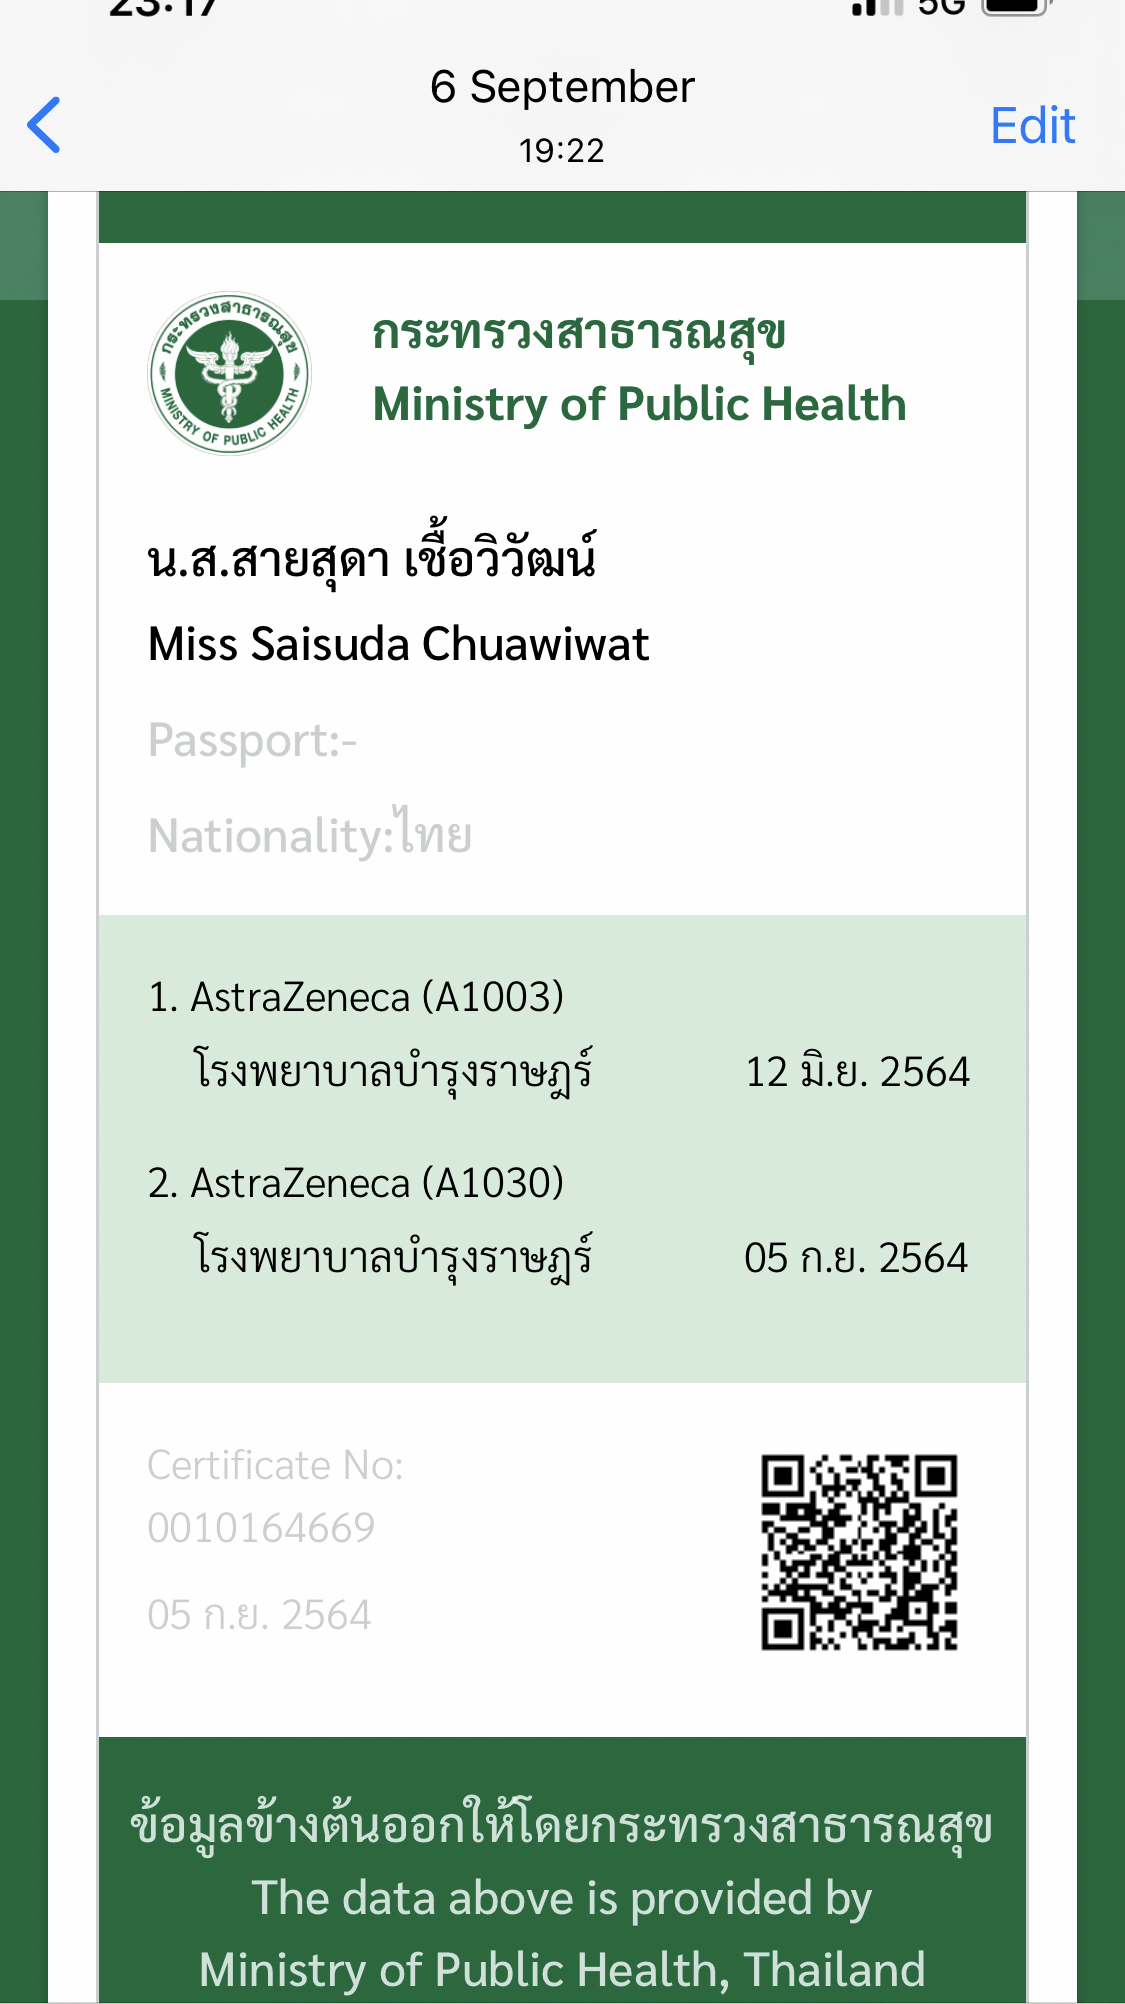 23:17
5G
6 September
19:22
Edit
กระทรวงสาธารณสุข
MINISTRY OF PUBLIC HEALTH
กระทรวงสาธารณสุข
Ministry of Public Health
น.ส.สายสุดา เชื้อวิวัฒน์
Miss Saisuda Chuawiwat
Passport:-
Nationality:ไทย
1. AstraZeneca (A1003)
โรงพยาบาลบำรุงราษฎร์ 12 มิ.ย. 2564
2. AstraZeneca (A1030)
โรงพยาบาลบำรุงราษฎร์ 05 ก.ย. 2564
Certificate No:
0010164669
05 ก.ย. 2564
ข้อมูลข้างต้นออกให้โดยกระทรวงสาธารณสุข
The data above is provided by
Ministry of Public Health, Thailand